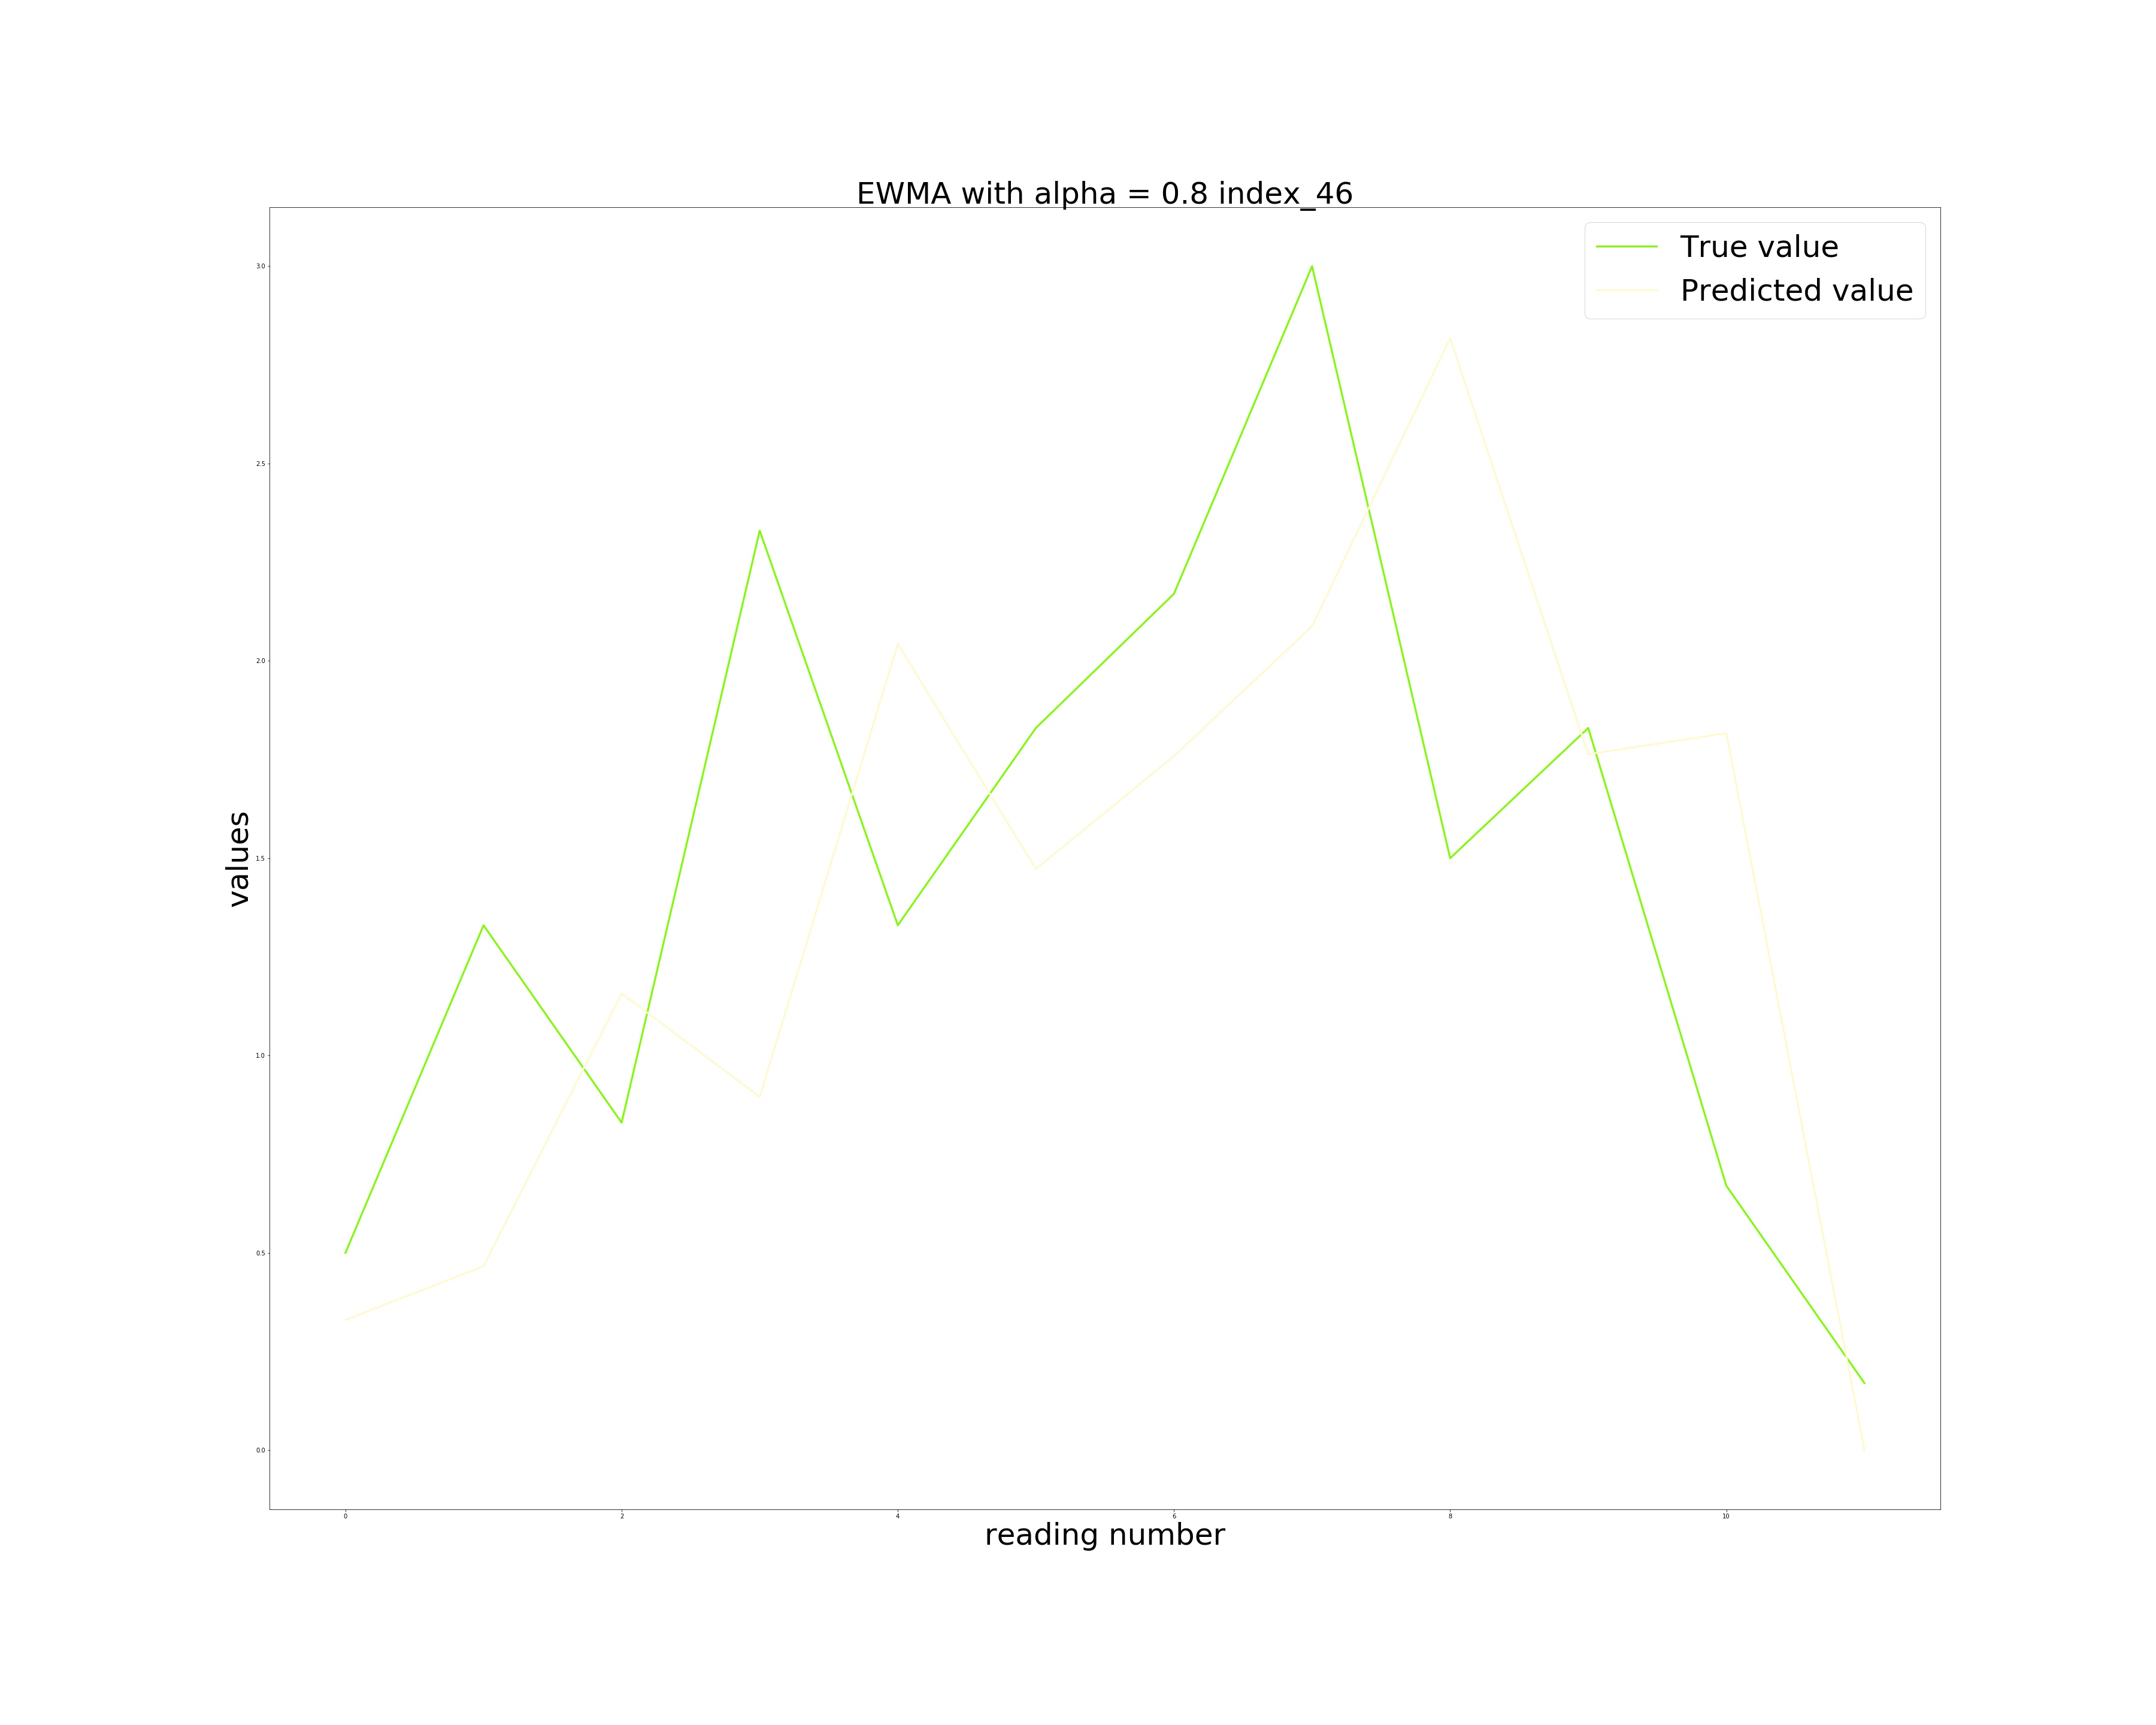 EWMA with alpha = 0.8 index_46
True value
Predicted value
3.0
2.5
2.0
1.5
1.0
0.5
0.0
values
0 2 4 6 8 10
reading number